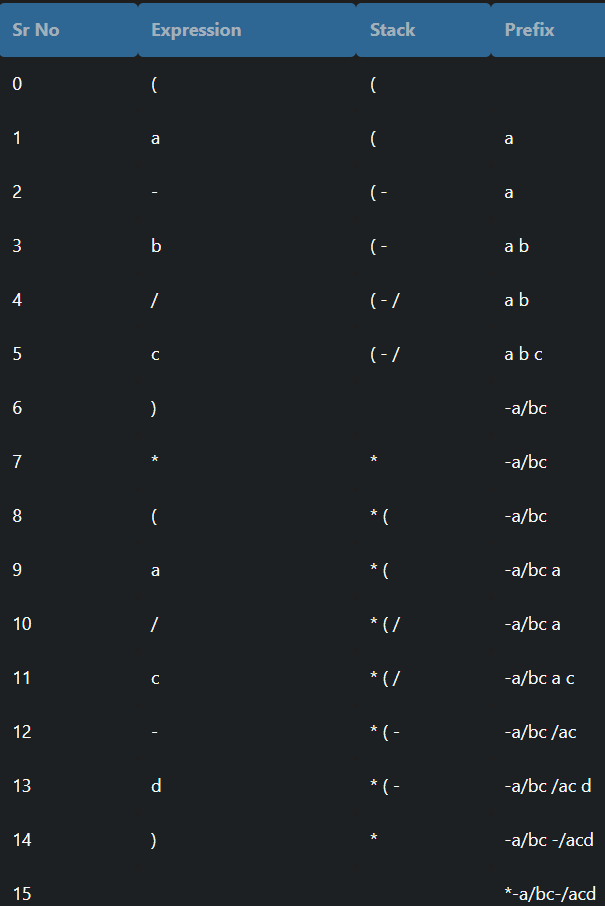 Sr No Expression Stack Prefix
0 ( (
1 a ( a
2 - ( - a
3 b ( - a b
4 / ( - / a b
5 c ( - / a b c
6 ) -a/bc
7 * * -a/bc
8 ( * ( -a/bc
9 a * ( -a/bc a
10 / * ( / -a/bc a
11 c * ( / -a/bc a c
12 - * ( - -a/bc /ac
13 d * ( - -a/bc /ac d
14 ) * -a/bc -/acd
15 *-a/bc-/acd